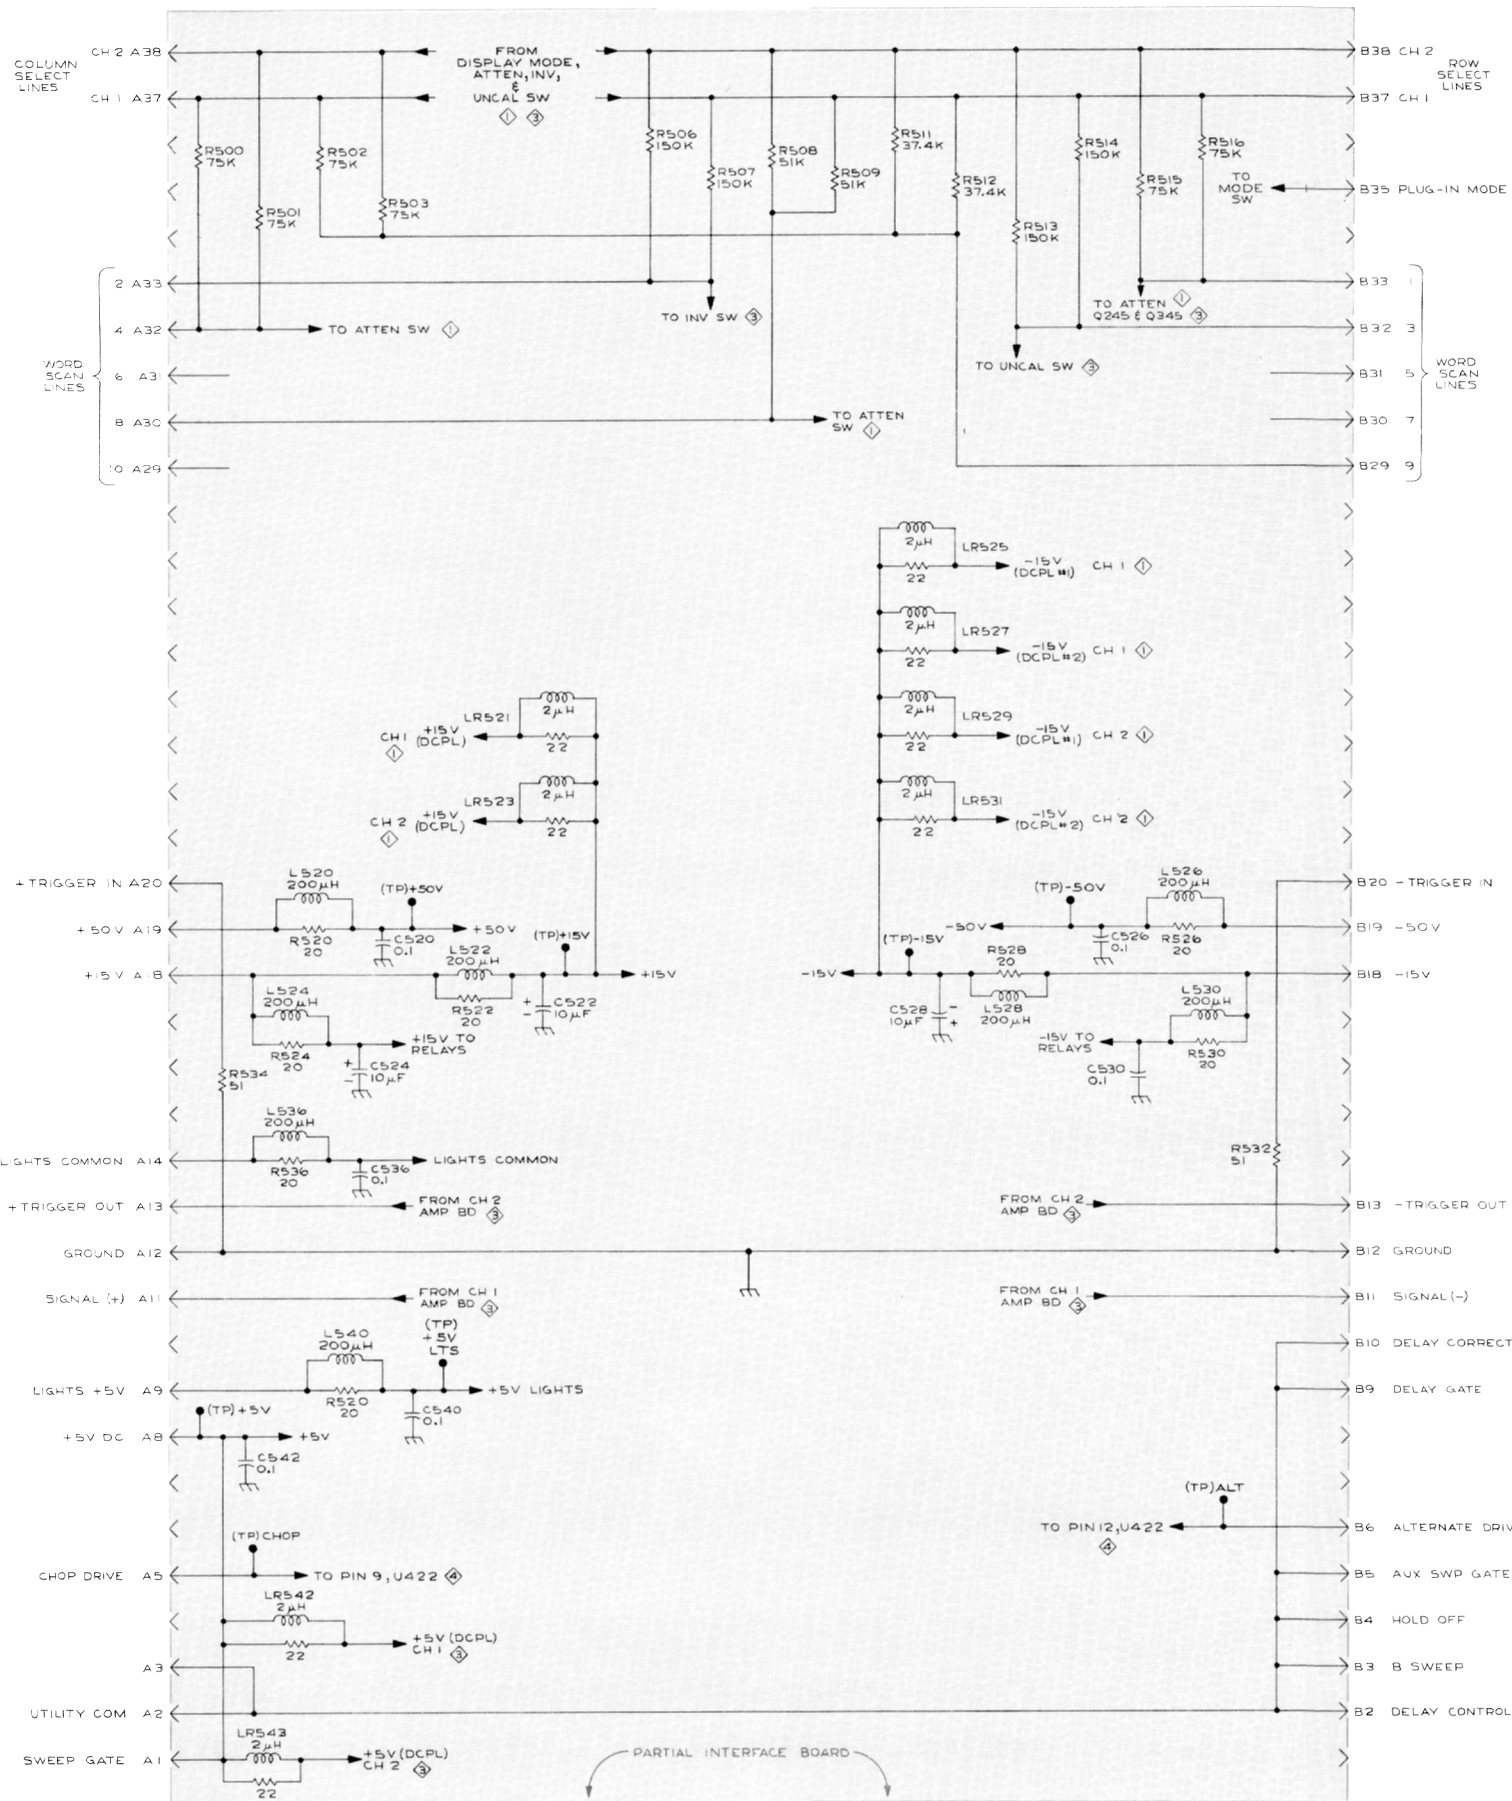 COLUMN
SELECT
LINES
CH 2 A38
CH 1 A37
FROM
DISPLAY MODE,
ATTEN, INV,
&
UNCAL SW
1 3
B38 CH 2
B37 CH 1
ROW
SELECT
LINES
R500
75K
R501
75K
R502
75K
R503
75K
R506
150K
R507
150K
R508
51K
R509
51K
R511
37.4K
R512
37.4K
R513
150K
R514
150K
R515
75K
R516
75K
TO
MODE
SW
B35 PLUG-IN MODE
WORD
SCAN
LINES
2 A33
4 A32
6 A31
8 A30
10 A29
TO ATTEN SW 1
TO INV SW 3
TO ATTEN
SW 1
TO UNCAL SW 3
TO ATTEN 1
Q245 & Q345 3
B33 1
B32 3
B31 5
B30 7
B29 9
WORD
SCAN
LINES
2µH
LR525
22
-15V
(DCPL#1) CH 1 1
2µH
LR527
22
-15V
(DCPL#2) CH 1 1
2µH
LR529
22
-15V
(DCPL#1) CH 2 1
2µH
LR531
22
-15V
(DCPL#2) CH 2 1
LR521
2µH
22
CH1 +15V
(DCPL)
1
LR523
2µH
22
CH 2 +15V
(DCPL)
1
+TRIGGER IN A20
L520
200µH
(TP)+50V
+50V A19
R520
20
C520
0.1
+50V
+15V A18
L522
200µH
R522
20
(TP)+15V
+
-
C522
10µF
+15V
L524
200µH
R524
20
+15V TO
RELAYS
+
-
C524
10µF
R534
51
B20 -TRIGGER IN
L526
200µH
(TP)-50V
-50V
C526
0.1
R526
20
B19 -50V
(TP)-15V
-15V
R528
20
L528
200µH
C528
10µF
-
+
B18 -15V
L530
200µH
-15V TO
RELAYS
R530
20
C530
0.1
R532
51
L536
200µH
LIGHTS COMMON A14
R536
20
C536
0.1
LIGHTS COMMON
+TRIGGER OUT A13
FROM CH 2
AMP BD 3
FROM CH 2
AMP BD 3
B13 -TRIGGER OUT
GROUND A12
B12 GROUND
SIGNAL (+) A11
FROM CH 1
AMP BD 3
FROM CH 1
AMP BD 3
B11 SIGNAL(-)
L540
200µH
(TP)
+5V
LTS
LIGHTS +5V A9
R520
20
C540
0.1
+5V LIGHTS
B10 DELAY CORRECT
B9 DELAY GATE
(TP)+5V
+5V DC A8
+5V
C542
0.1
(TP)ALT
TO PIN 12, U422
4
B6 ALTERNATE DRIV
(TP)CHOP
CHOP DRIVE A5
TO PIN 9, U422 4
B5 AUX SWP GATE
LR542
2µH
22
+5V (DCPL)
CH 1 3
B4 HOLD OFF
A3
B3 B SWEEP
UTILITY COM A2
B2 DELAY CONTROL
SWEEP GATE A1
LR543
2µH
22
+5V (DCPL)
CH 2 3
PARTIAL INTERFACE BOARD